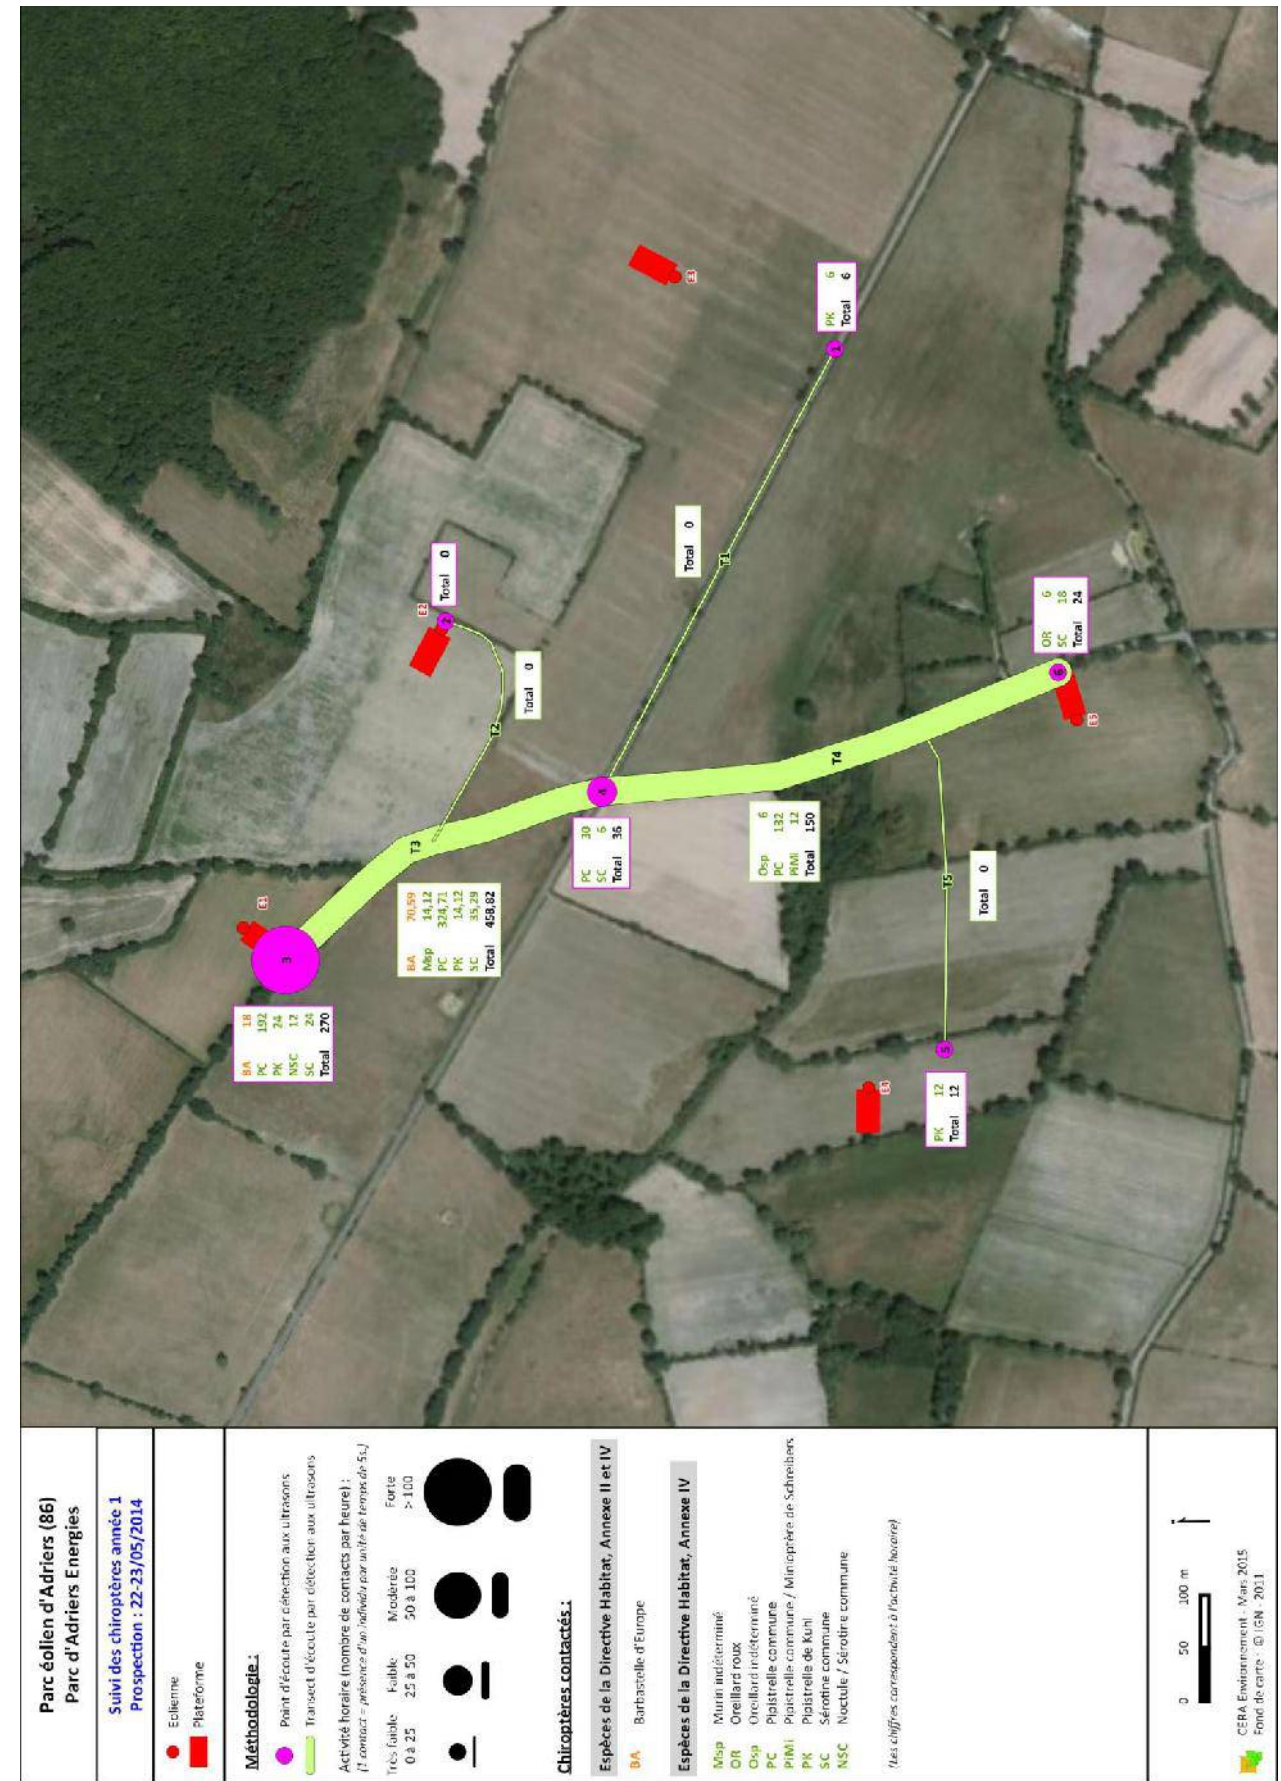 Parc éolien d'Adriers (86)
Parc d'Adriers Energies
Suivi des chiroptères année 1
Prospection : 22-23/05/2014
Eolienne
Plateforme
Méthodologie :
Point d'écoute par détection aux ultrasons
Transect d'écoute par détection aux ultrasons
Activité horaire (nombre de contacts par heure) :
(1 contact = présence d'un individu par unité de temps de 5s.)
Très faible Faible Modérée Forte
0 à 25 25 à 50 50 à 100 > 100
Chiroptères contactés :
Espèces de la Directive Habitat, Annexe II et IV
BA Barbastelle d'Europe
Espèces de la Directive Habitat, Annexe IV
Msp Murin indéterminé
OR Oreillard roux
Osp Oreillard indéterminé
PC Pipistrelle commune
PiMi Pipistrelle commune / Minioptère de Schreibers
PK Pipistrelle de Kuhl
SC Sérotine commune
NSC Noctule / Sérotine commune
(Les chiffres correspondent à l'activité horaire)
0 50 100 m
CERA Environnement - Mars 2015
Fond de carte : © IGN - 2011
E1
3
BA 18
PC 192
PK 24
NSC 12
SC 24
Total 270
T3
BA 70,59
Msp 14,12
PC 324,71
PK 14,12
SC 35,29
Total 458,82
E2
2
Total 0
T2
Total 0
E3
1
PK 6
Total 6
T1
Total 0
4
PC 30
SC 6
Total 36
T4
Osp 6
PC 132
PiMi 12
Total 150
T5
Total 0
E4
5
PK 12
Total 12
6
E5
OR 6
SC 18
Total 24